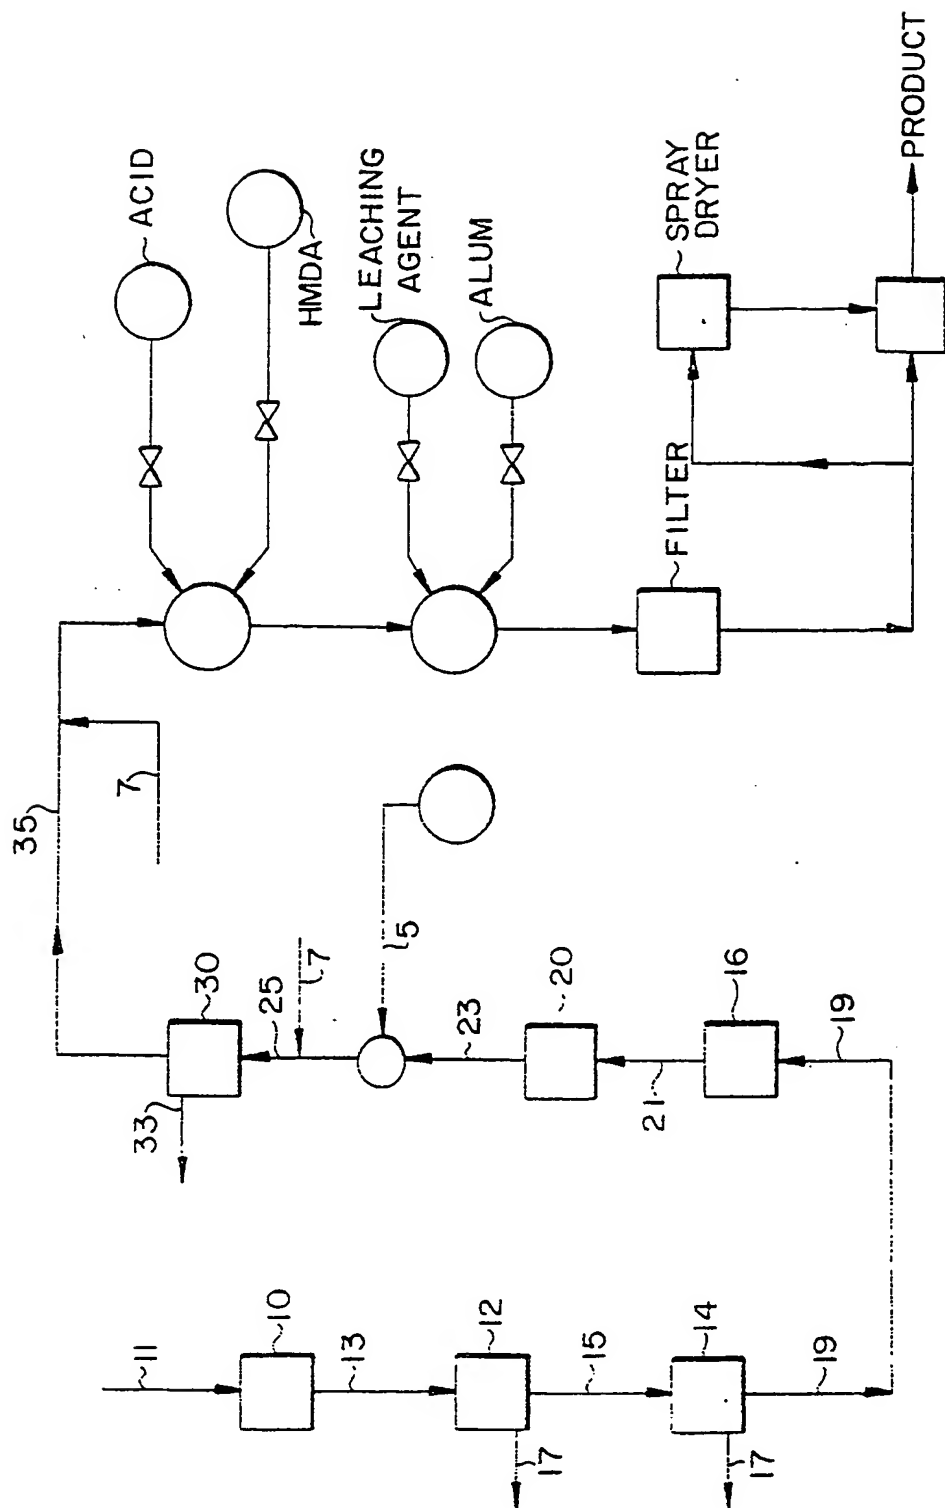 11
10
13
12
17
15
14
17
19
19
16
21
20
23
5
7
25
30
33
35
7
ACID
HMDA
LEACHING
AGENT
ALUM
FILTER
SPRAY
DRYER
PRODUCT